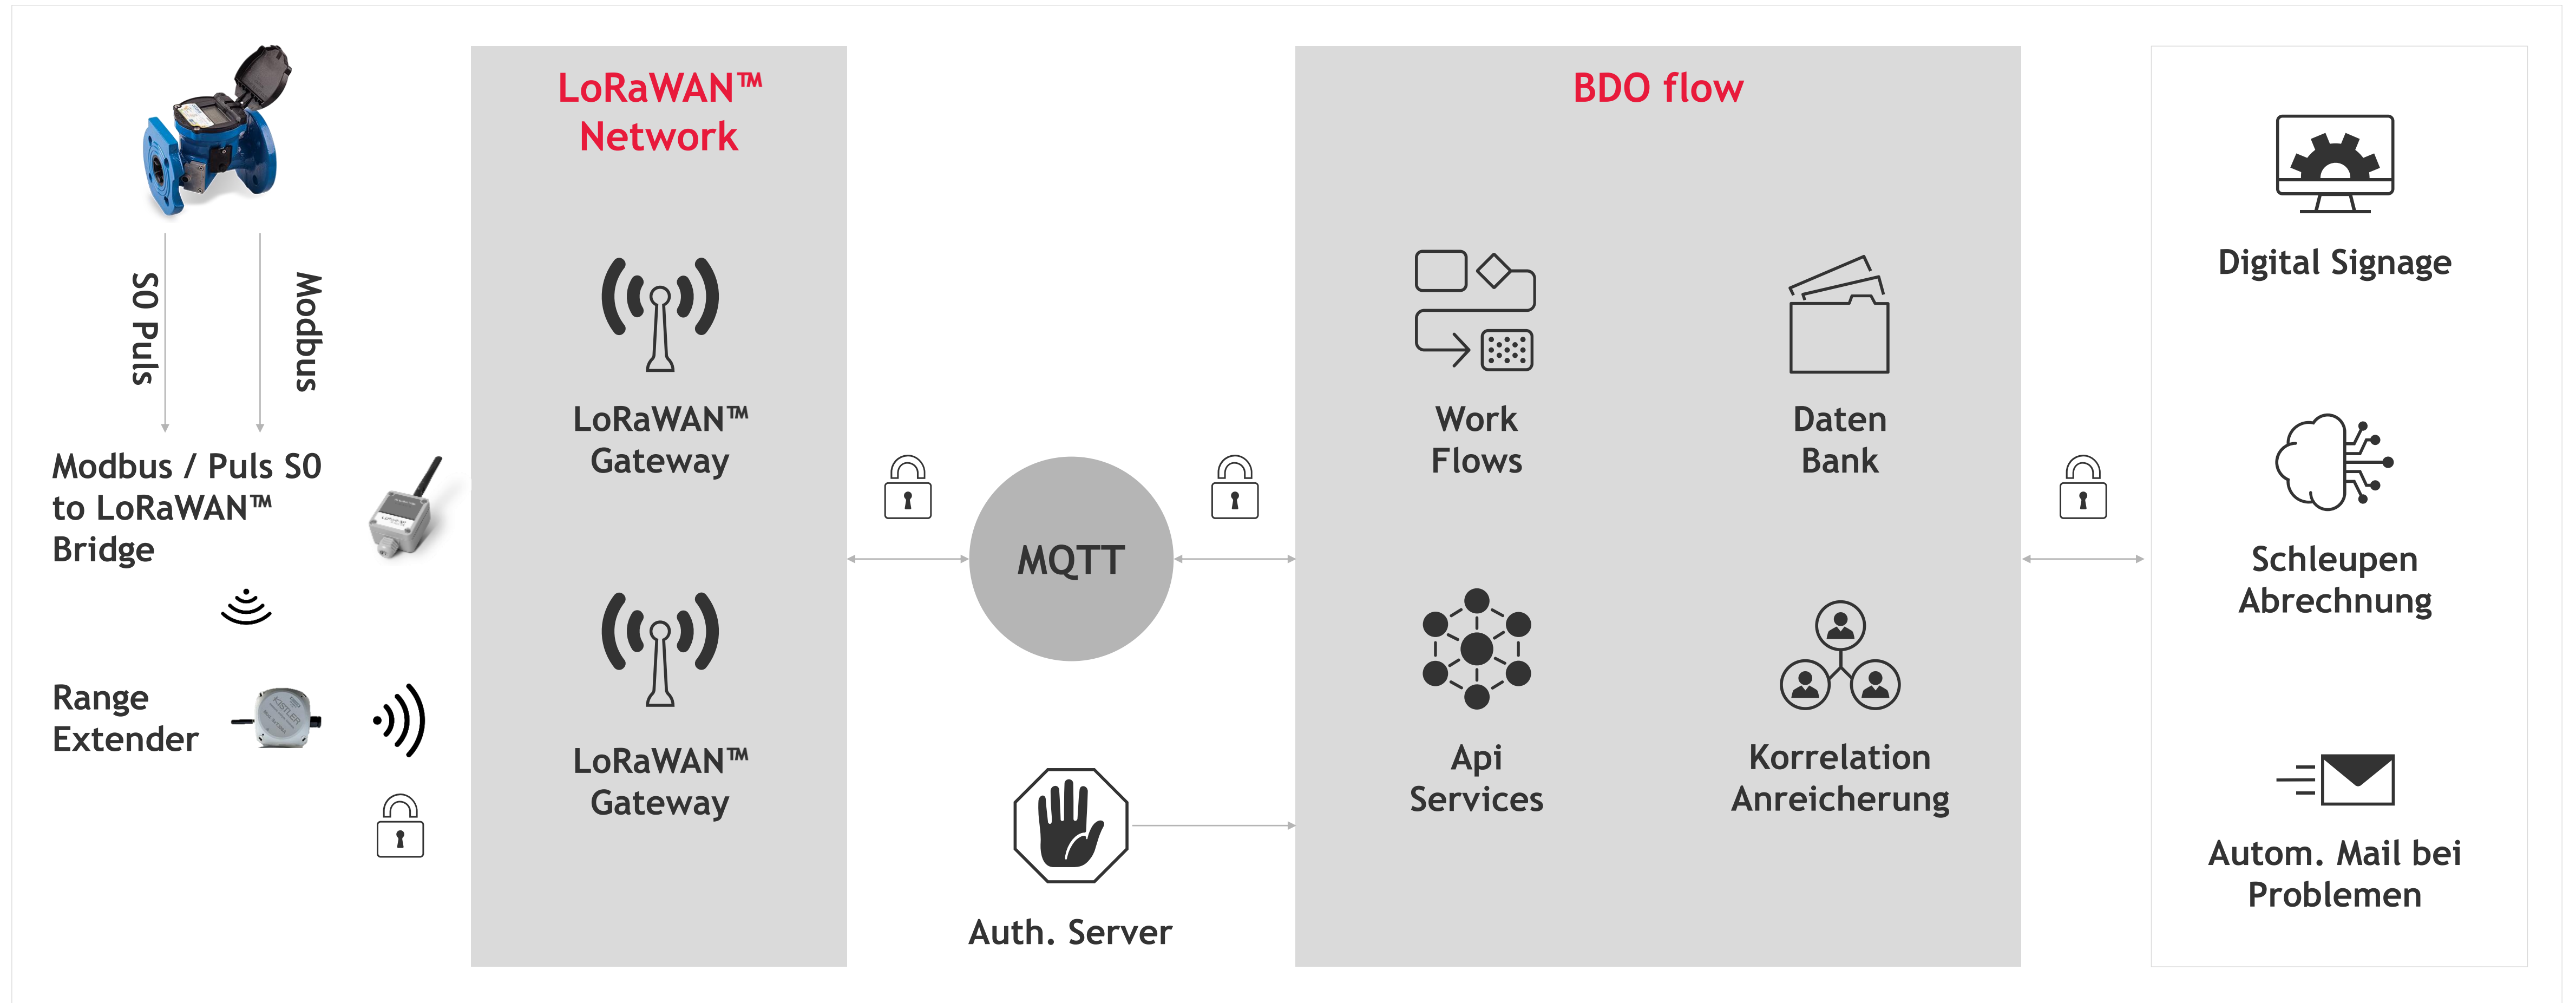 S0 Puls
Modbus
Modbus / Puls S0
to LoRaWAN™
Bridge
Range
Extender
KISTLER
LoRaWAN™
Network
LoRaWAN™
Gateway
LoRaWAN™
Gateway
MQTT
Auth. Server
BDO flow
Work
Flows
Daten
Bank
Api
Services
Korrelation
Anreicherung
Digital Signage
Schleupen
Abrechnung
Autom. Mail bei
Problemen